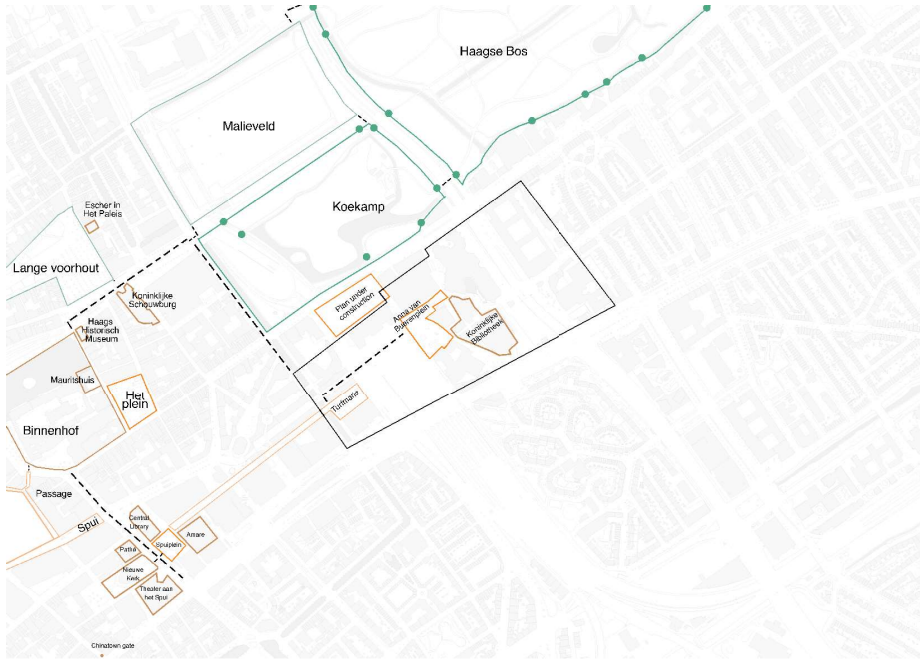 Haagse Bos
Malieveld
Koekamp
Escher in
Het Paleis
Lange voorhout
Koninklijke
Schouwburg
Plan under
construction
Anna van
Buerenplein
Koninklijke
Bibliotheek
Haags
Historisch
Museum
Mauritshuis
Het
plein
Turfmarkt
Binnenhof
Passage
Spui
Central
Library
Amare
Spuiplein
Pathé
Nieuwe
Kerk
Theater aan
het Spui
Chinatown gate